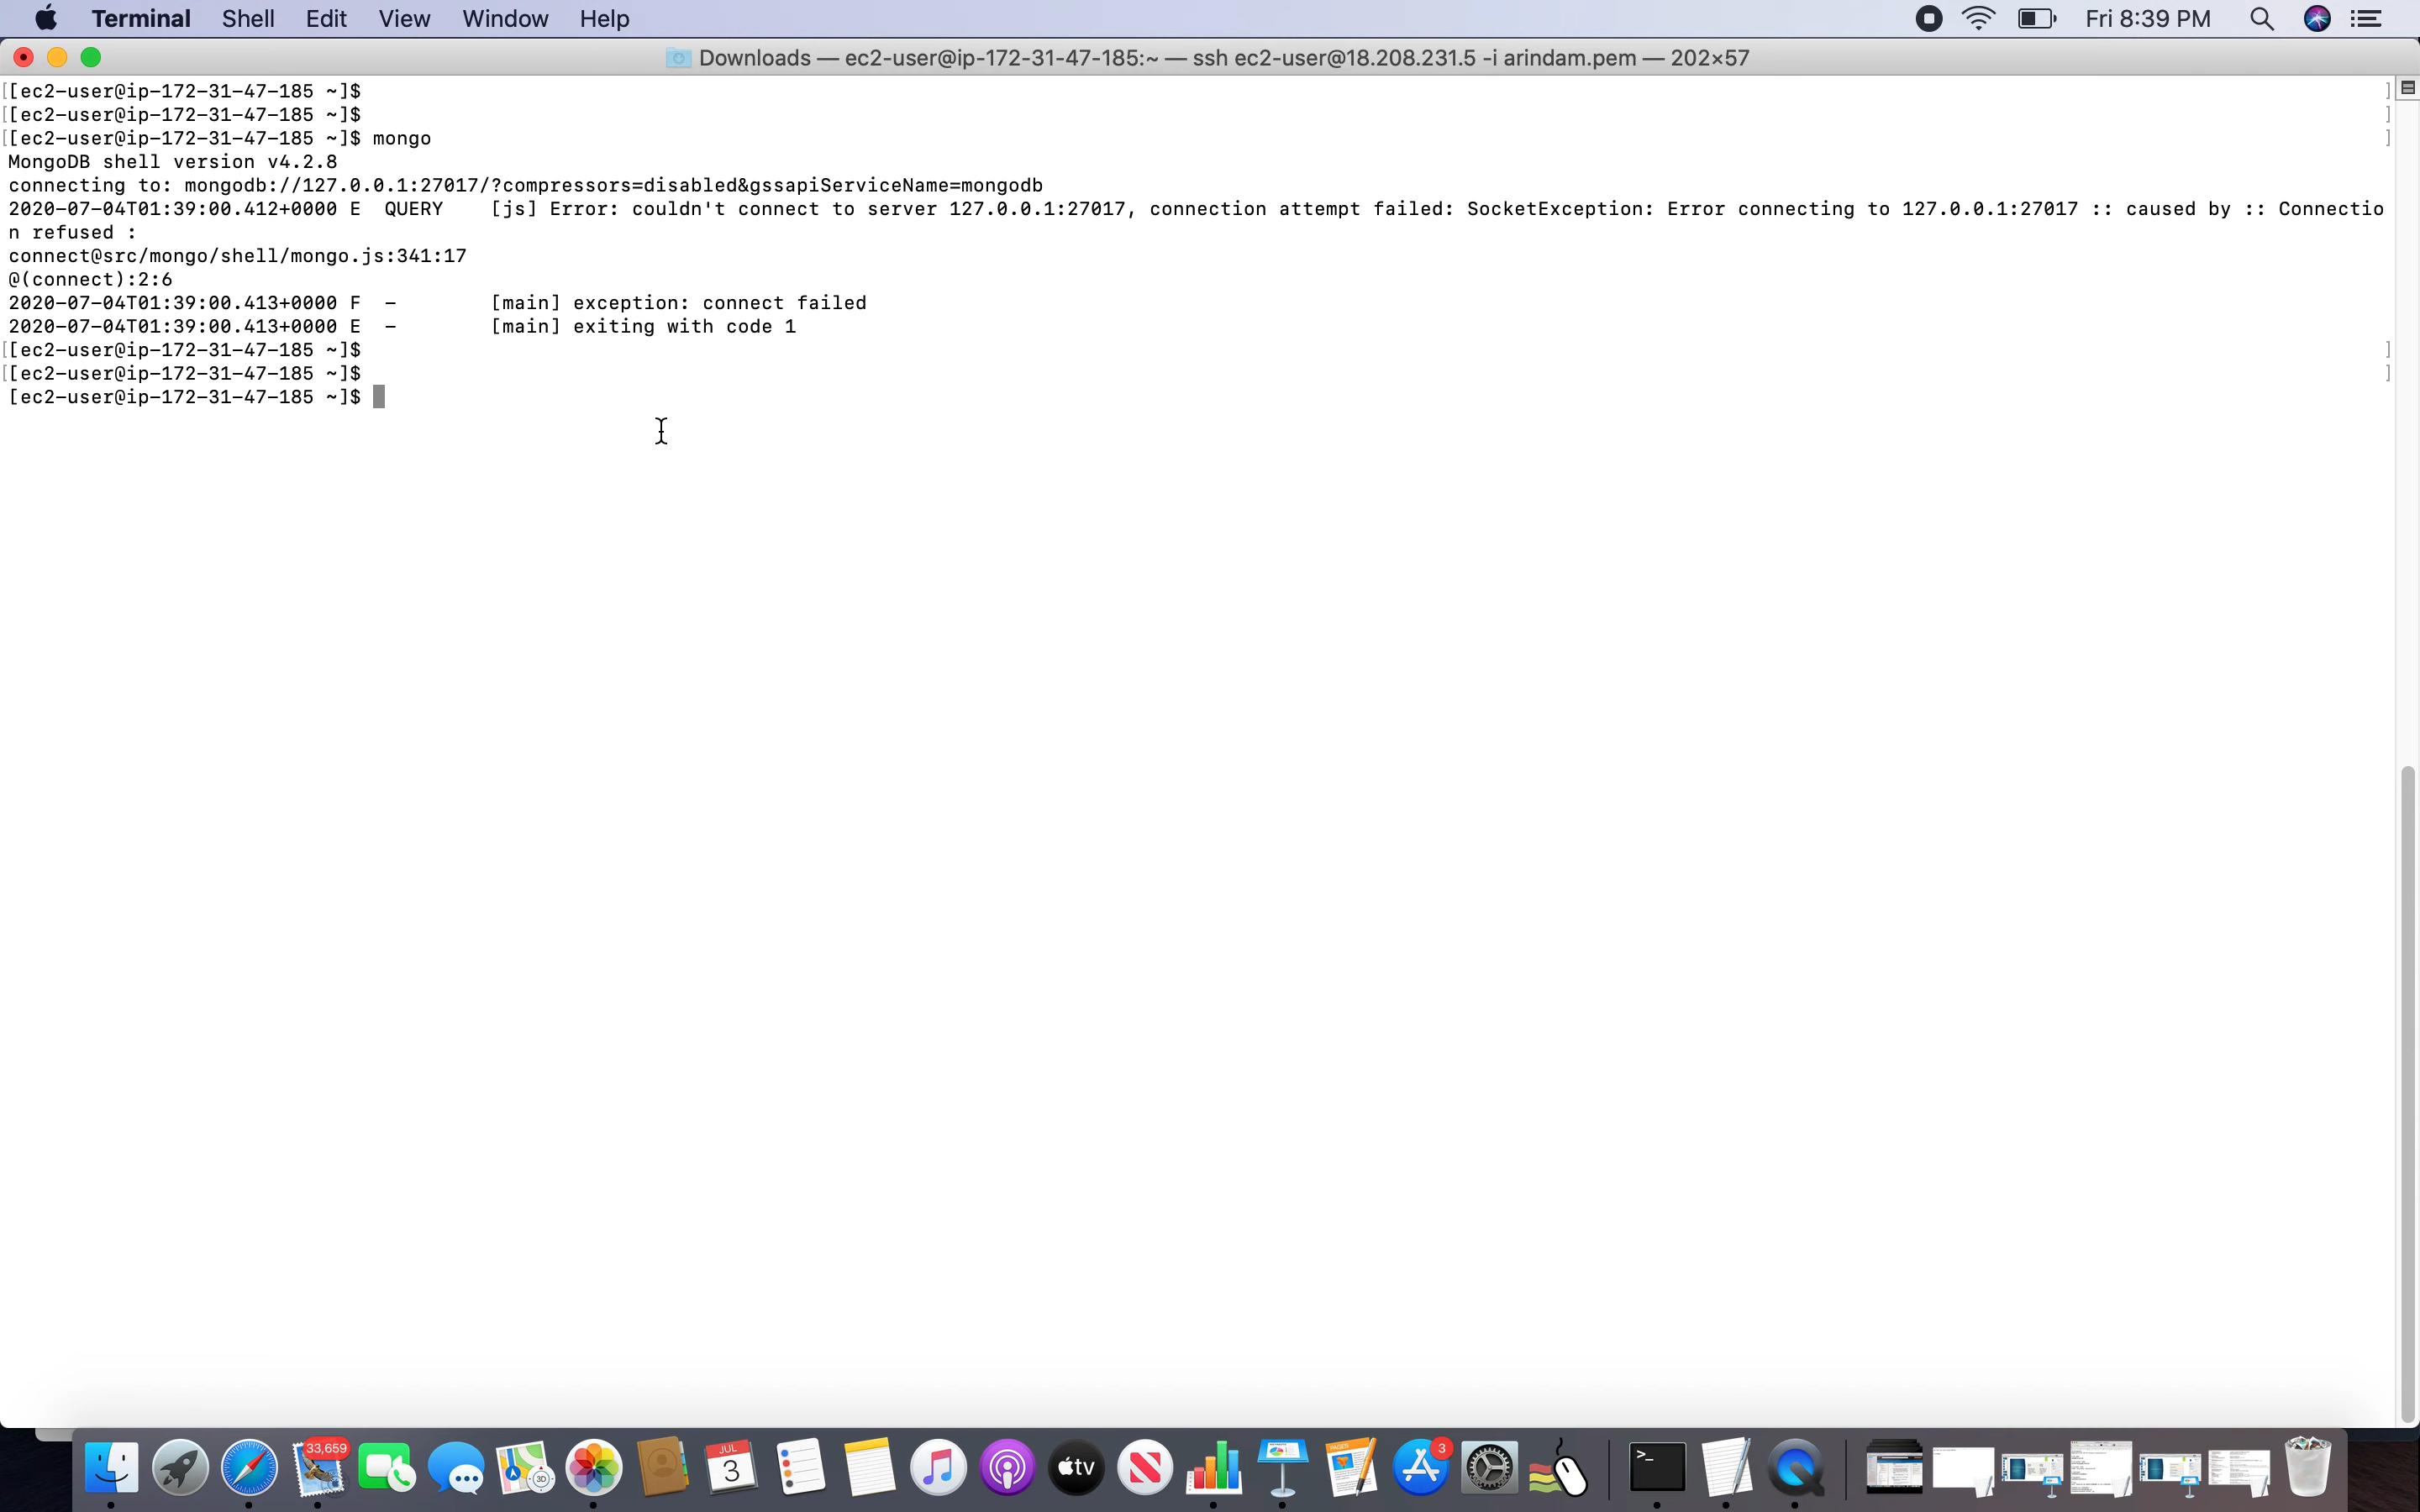 Terminal Shell Edit View Window Help Fri 8:39 PM
Downloads — ec2-user@ip-172-31-47-185:~ — ssh ec2-user@18.208.231.5 -i arindam.pem — 202×57
[[ec2-user@ip-172-31-47-185 ~]$ ]
[[ec2-user@ip-172-31-47-185 ~]$ ]
[[ec2-user@ip-172-31-47-185 ~]$ mongo ]
MongoDB shell version v4.2.8
connecting to: mongodb://127.0.0.1:27017/?compressors=disabled&gssapiServiceName=mongodb
2020-07-04T01:39:00.412+0000 E  QUERY    [js] Error: couldn't connect to server 127.0.0.1:27017, connection attempt failed: SocketException: Error connecting to 127.0.0.1:27017 :: caused by :: Connectio
n refused :
connect@src/mongo/shell/mongo.js:341:17
@(connect):2:6
2020-07-04T01:39:00.413+0000 F  -        [main] exception: connect failed
2020-07-04T01:39:00.413+0000 E  -        [main] exiting with code 1
[[ec2-user@ip-172-31-47-185 ~]$ ]
[[ec2-user@ip-172-31-47-185 ~]$ ]
[ec2-user@ip-172-31-47-185 ~]$
33,659 3D JUL 3 tv PAGES 3 >_